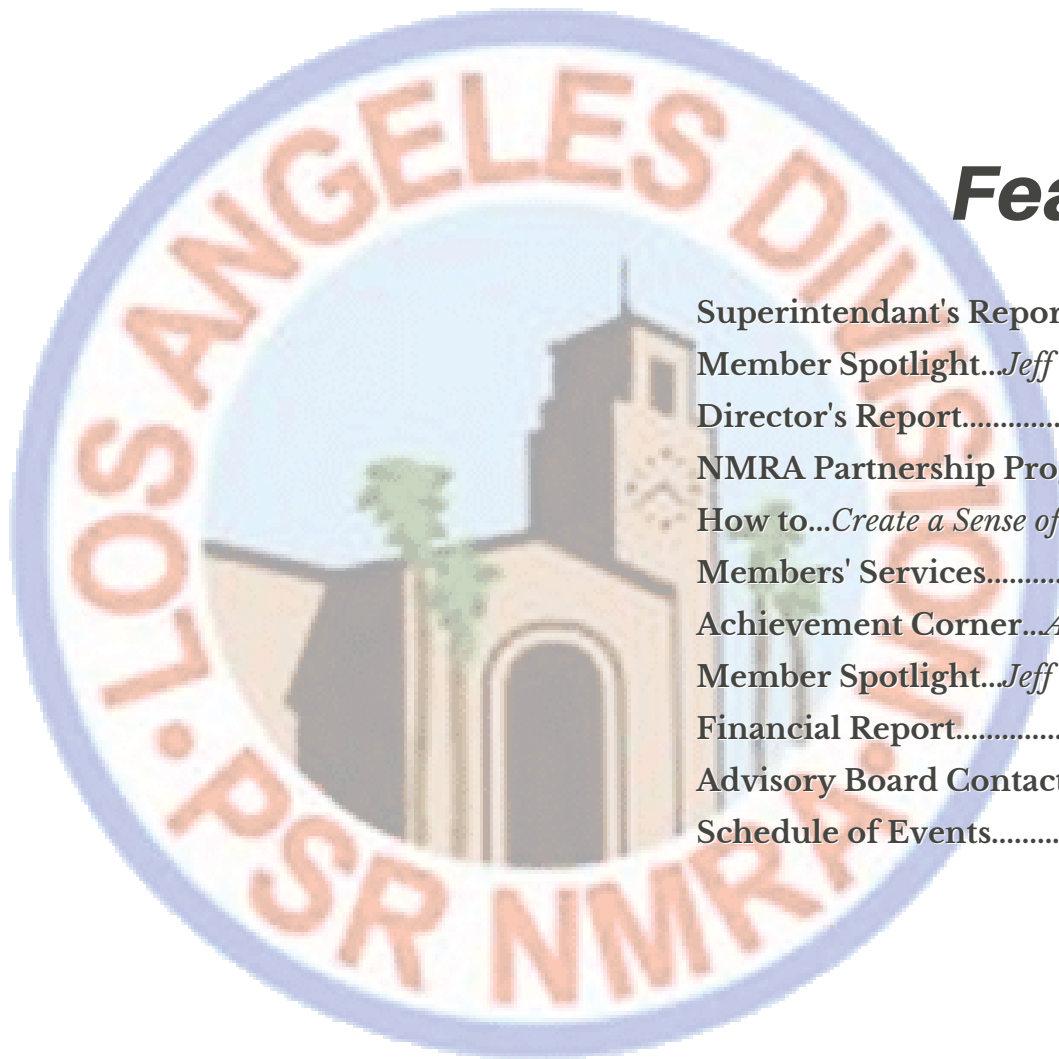 LOS ANGELES DIVISION
• PSR NMRA •
Fea
Superintendant's Repor
Member Spotlight...Jeff
Director's Report.............
NMRA Partnership Pro
How to...Create a Sense of
Members' Services..........
Achievement Corner...A
Member Spotlight...Jeff
Financial Report..............
Advisory Board Contact
Schedule of Events.........